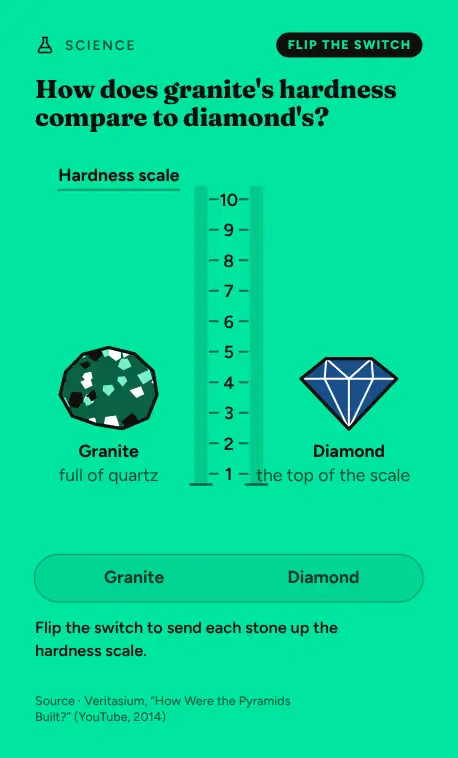 SCIENCE
FLIP THE SWITCH
How does granite's hardness
compare to diamond's?
Hardness scale
10
9
8
7
6
5
4
3
2
1
Granite
full of quartz
Diamond
the top of the scale
Granite
Diamond
Flip the switch to send each stone up the
hardness scale.
Source · Veritasium, “How Were the Pyramids
Built?” (YouTube, 2014)